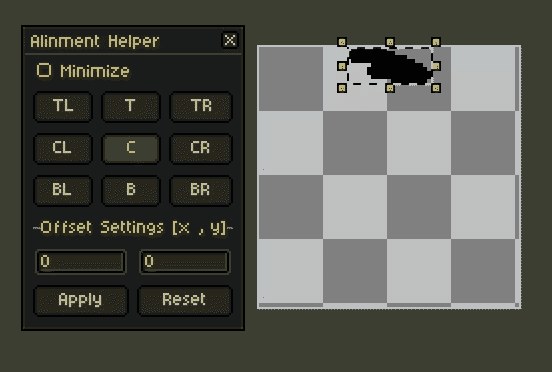 Alinment Helper
Minimize
TL T TR
CL C CR
BL B BR
Offset Settings [x , y]
0 0
Apply Reset